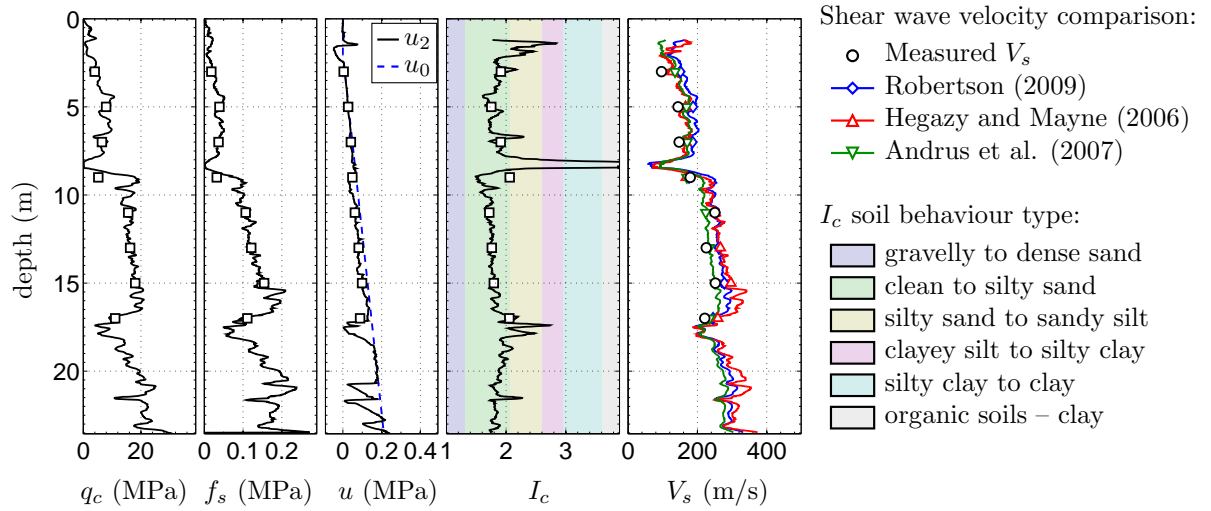 0
5
10
15
20
depth (m)
0 20
q_c (MPa)
0 0.1 0.2
f_s (MPa)
u_2
u_0
0 0.2 0.4
u (MPa)
1 2 3
I_c
0 200 400
V_s (m/s)
Shear wave velocity comparison:
Measured V_s
Robertson (2009)
Hegazy and Mayne (2006)
Andrus et al. (2007)
I_c soil behaviour type:
gravelly to dense sand
clean to silty sand
silty sand to sandy silt
clayey silt to silty clay
silty clay to clay
organic soils – clay